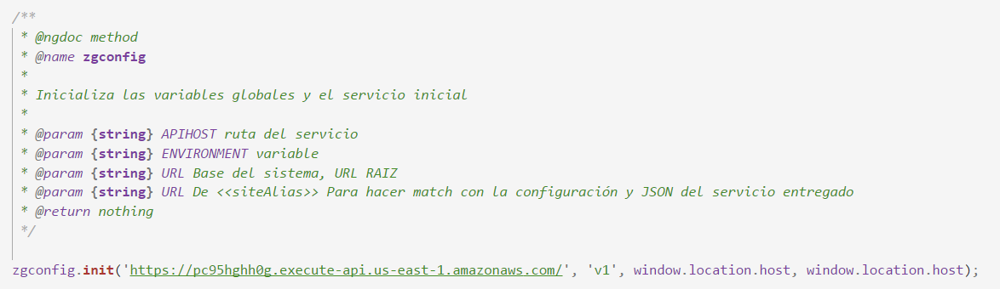 /**
* @ngdoc method
* @name zgconfig
*
* Inicializa las variables globales y el servicio inicial
*
* @param {string} APIHOST ruta del servicio
* @param {string} ENVIRONMENT variable
* @param {string} URL Base del sistema, URL RAIZ
* @param {string} URL De <<siteAlias>> Para hacer match con la configuración y JSON del servicio entregado
* @return nothing
*/
zgconfig.init('https://pc95hghh0g.execute-api.us-east-1.amazonaws.com/', 'v1', window.location.host, window.location.host);